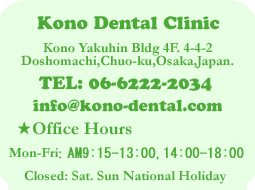 Kono Dental Clinic
Kono Yakuhin Bldg 4F. 4-4-2
Doshomachi,Chuo-ku,Osaka,Japan.
TEL: 06-6222-2034
info@kono-dental.com
★Office Hours
Mon-Fri: AM9:15-13:00,14:00-18:00
Closed: Sat. Sun National Holiday